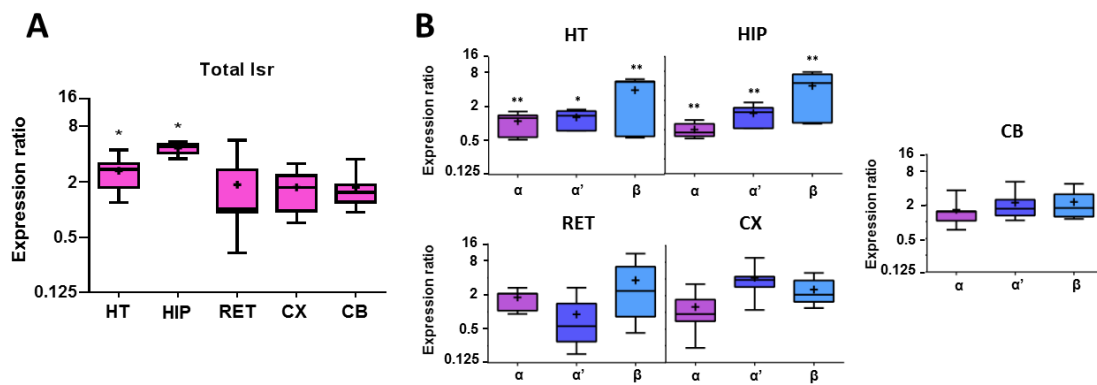 A
Total Isr
Expression ratio
16
8
2
0.5
0.125
* *
HT HIP RET CX CB
B
HT HIP
Expression ratio
16
8
2
0.5
0.125
** * ** ** ** **
α α’ β α α’ β
RET CX
Expression ratio
16
8
2
0.5
0.125
α α’ β α α’ β
CB
Expression ratio
16
8
2
0.5
0.125
α α’ β